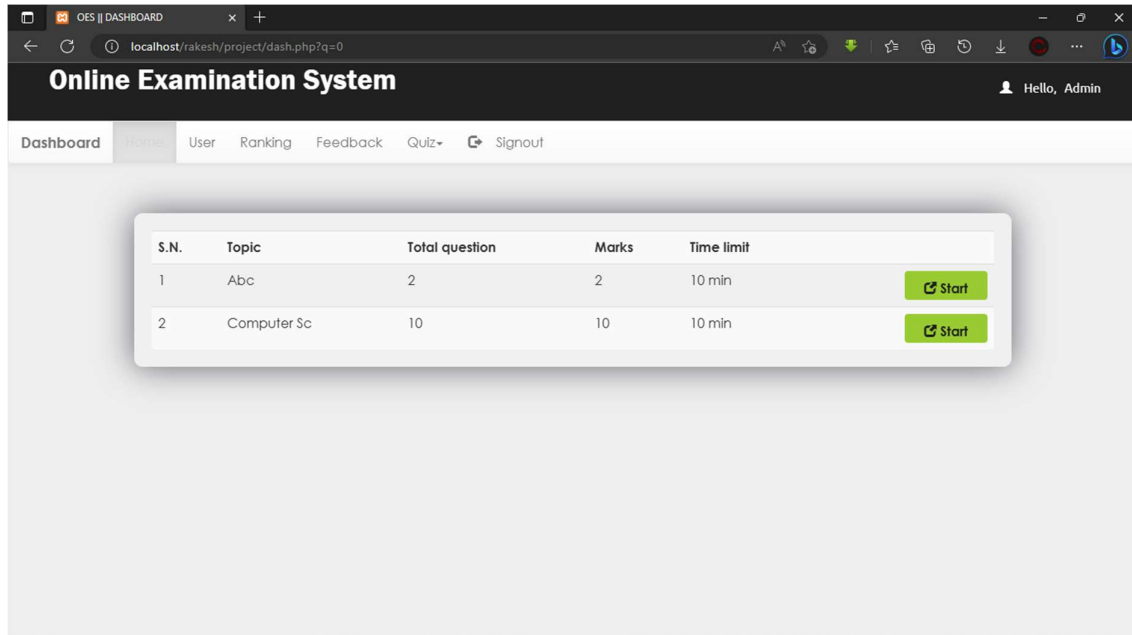 OES || DASHBOARD
localhost/rakesh/project/dash.php?q=0
Online Examination System
Hello, Admin
Dashboard Home User Ranking Feedback Quiz Signout
S.N. Topic Total question Marks Time limit
1 Abc 2 2 10 min Start
2 Computer Sc 10 10 10 min Start